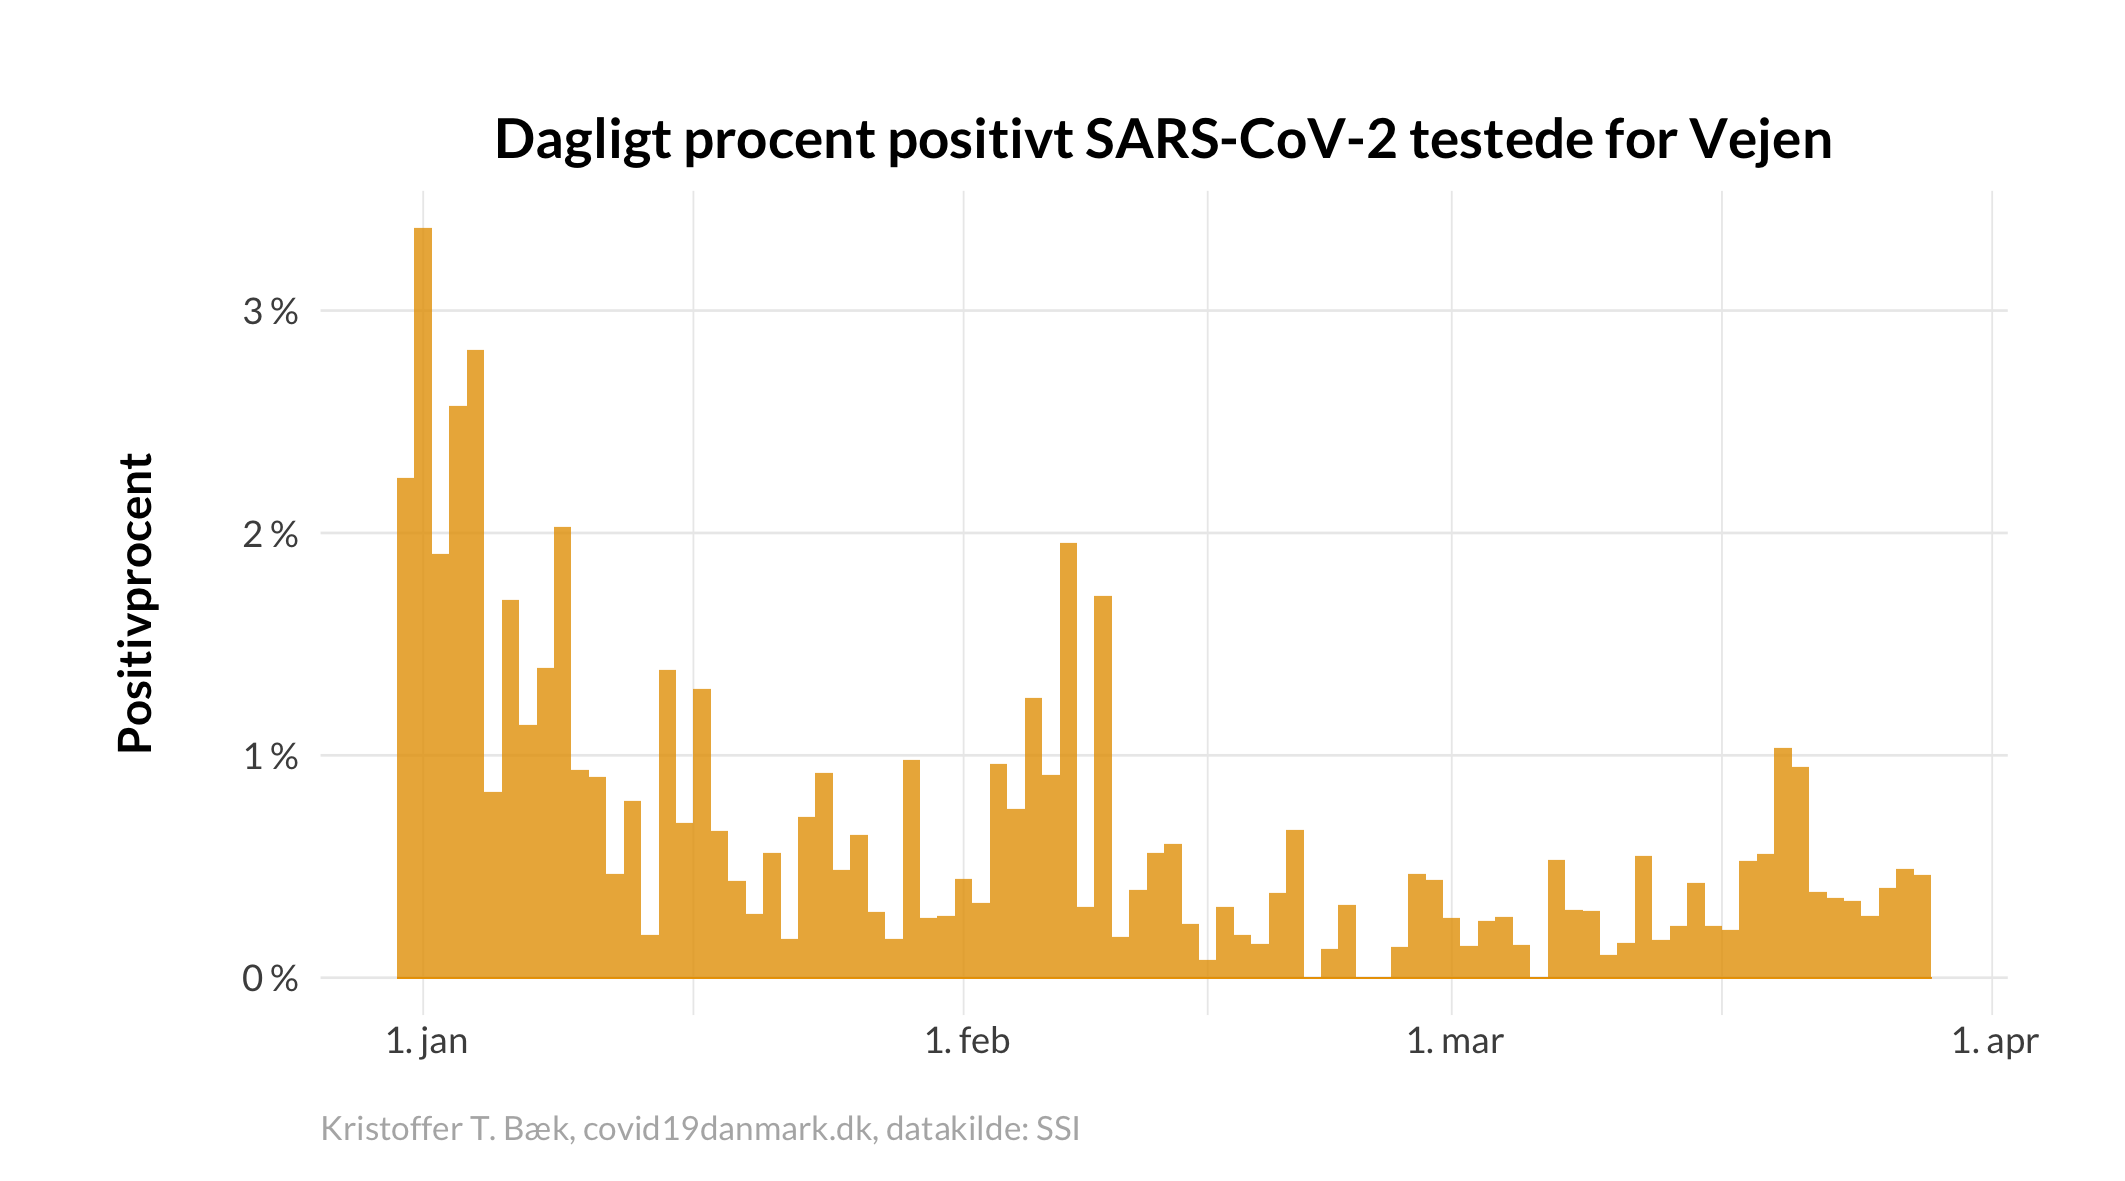 Dagligt procent positivt SARS-CoV-2 testede for Vejen
Positivprocent
3 %
2 %
1 %
0 %
1. jan
1. feb
1. mar
1. apr
Kristoffer T. Bæk, covid19danmark.dk, datakilde: SSI